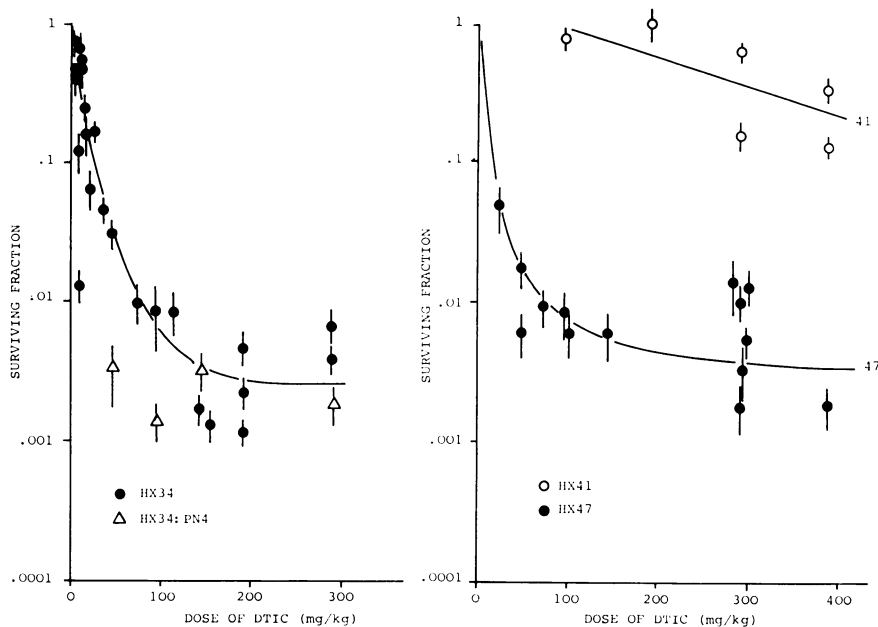 1
.1
.01
.001
.0001
SURVIVING FRACTION
0 100 200 300
DOSE OF DTIC (mg/kg)
HX34
HX34:PN4
1
.1
.01
.001
.0001
SURVIVING FRACTION
0 100 200 300 400
DOSE OF DTIC (mg/kg)
41
47
HX41
HX47